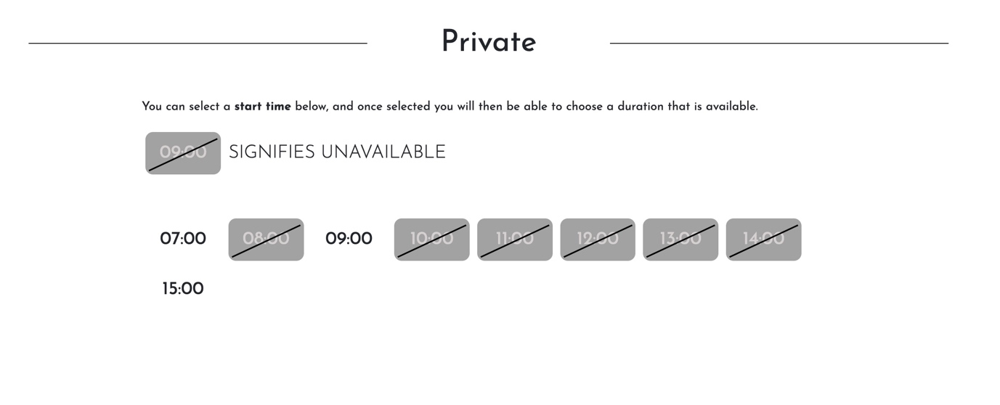 Private
You can select a start time below, and once selected you will then be able to choose a duration that is available.
09:00 SIGNIFIES UNAVAILABLE
07:00 08:00 09:00 10:00 11:00 12:00 13:00 14:00
15:00